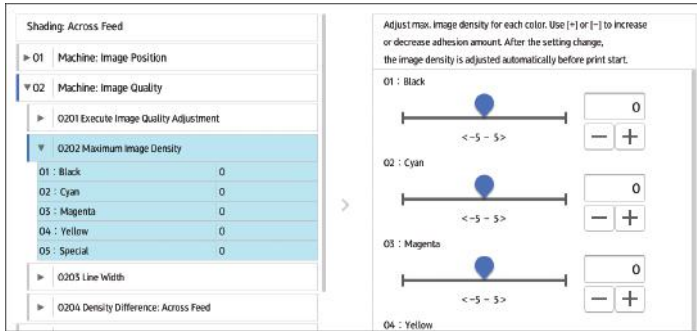 Shading: Across Feed
01 Machine: Image Position
02 Machine: Image Quality
0201 Execute Image Quality Adjustment
0202 Maximum Image Density
01 : Black 0
02 : Cyan 0
03 : Magenta 0
04 : Yellow 0
05 : Special 0
0203 Line Width
0204 Density Difference: Across Feed
Adjust max. image density for each color. Use [+] or [-] to increase
or decrease adhesion amount. After the setting change,
the image density is adjusted automatically before print start.
01 : Black
0
<-5 - 5>
02 : Cyan
0
<-5 - 5>
03 : Magenta
0
<-5 - 5>
04 : Yellow